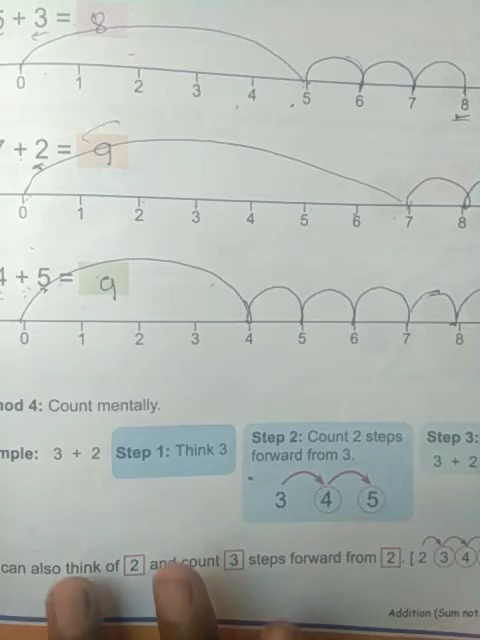 5 + 3 = 8
0 1 2 3 4 5 6 7 8
7 + 2 = 9
0 1 2 3 4 5 6 7 8
4 + 5 = 9
0 1 2 3 4 5 6 7 8
nod 4: Count mentally.
mple: 3 + 2
Step 1: Think 3
Step 2: Count 2 steps
forward from 3.
3 4 5
Step 3:
3 + 2
can also think of 2 and count 3 steps forward from 2. [ 2 3 4
Addition (Sum not